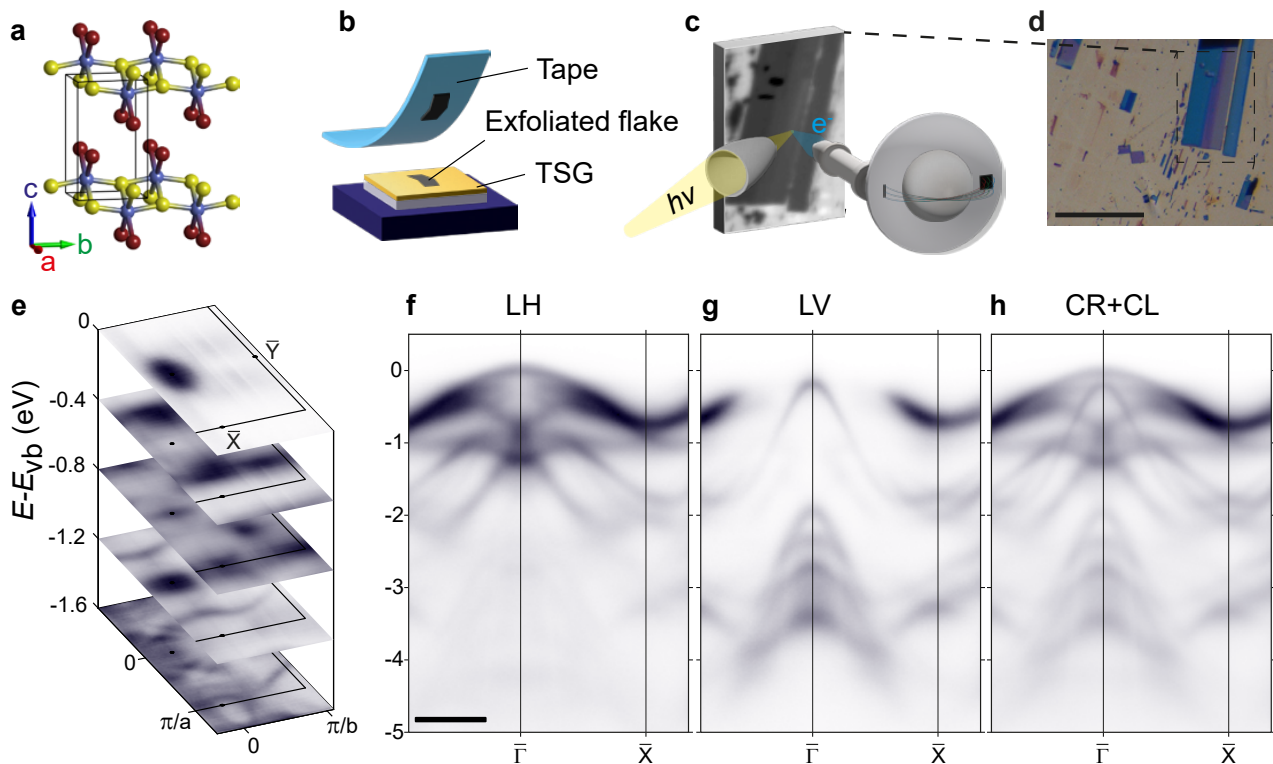 a
c
b
a
b
Tape
Exfoliated flake
TSG
c
hν
e⁻
d
e
E-Evb (eV)
0
-0.4
-0.8
-1.2
-1.6
Ȳ
X̄
0
π/a
0
π/b
f
LH
g
LV
h
CR+CL
0
-1
-2
-3
-4
-5
Γ̄
X̄
Γ̄
X̄
Γ̄
X̄